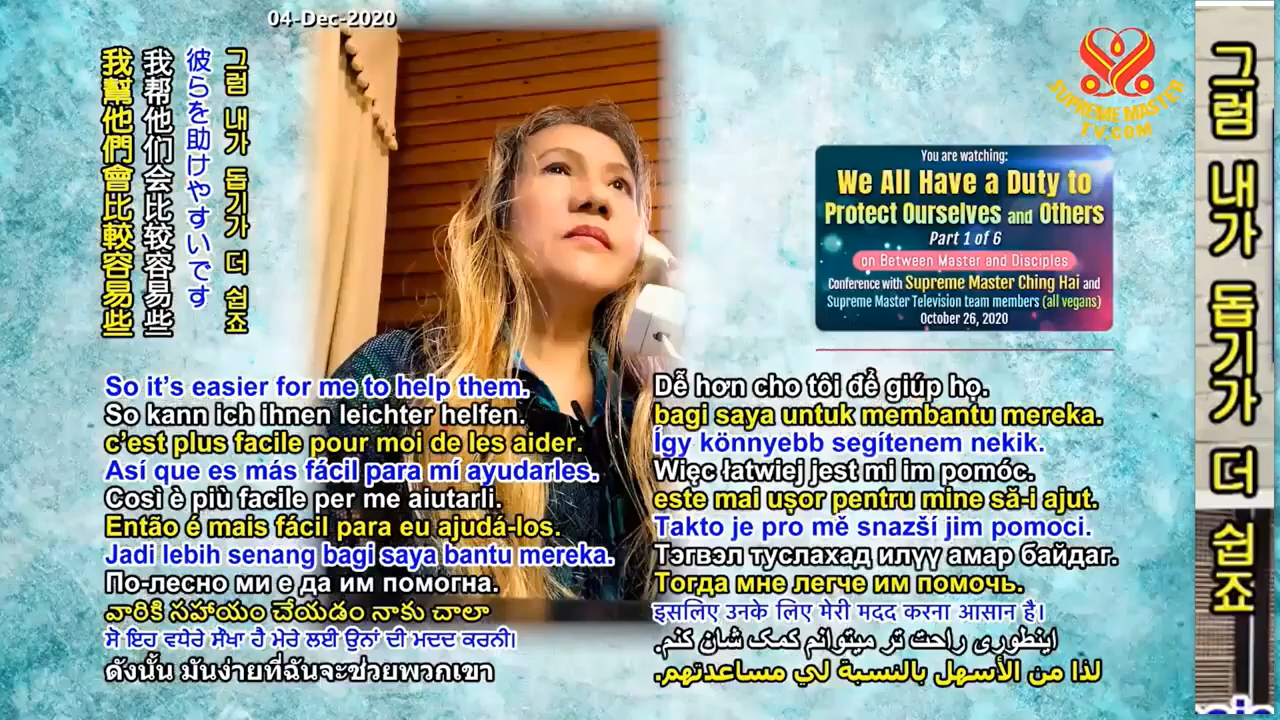 04-Dec-2020
我幫他們會比較容易些
我帮他们会比较容易些
彼らを助けやすいです
그럼 내가 돕기가 더 쉽죠
SUPREME MASTER
TV.COM
You are watching:
We All Have a Duty to
Protect Ourselves and Others
Part 1 of 6
on Between Master and Disciples
Conference with Supreme Master Ching Hai and
Supreme Master Television team members (all vegans)
October 26, 2020
So it’s easier for me to help them.
So kann ich ihnen leichter helfen.
c’est plus facile pour moi de les aider.
Así que es más fácil para mí ayudarles.
Così è più facile per me aiutarli.
Então é mais fácil para eu ajudá-los.
Jadi lebih senang bagi saya bantu mereka.
По-лесно ми е да им помогна.
వారికి సహాయం చేయడం నాకు చాలా
ਸੋ ਇਹ ਵਧੇਰੇ ਸੌਖਾ ਹੈ ਮੇਰੇ ਲਈ ਉਨਾਂ ਦੀ ਮਦਦ ਕਰਨੀ।
ดังนั้น มันง่ายที่ฉันจะช่วยพวกเขา
Dễ hơn cho tôi để giúp họ.
bagi saya untuk membantu mereka.
Így könnyebb segítenem nekik.
Więc łatwiej jest mi im pomóc.
este mai ușor pentru mine să-i ajut.
Takto je pro mě snazší jim pomoci.
Тэгвэл туслахад илүү амар байдаг.
Тогда мне легче им помочь.
इसलिए उनके लिए मेरी मदद करना आसान है।
اینطوری راحت تر میتوانم کمک شان کنم.
لذا من الأسهل بالنسبة لي مساعدتهم.
그럼 내가 돕기가 더 쉽죠